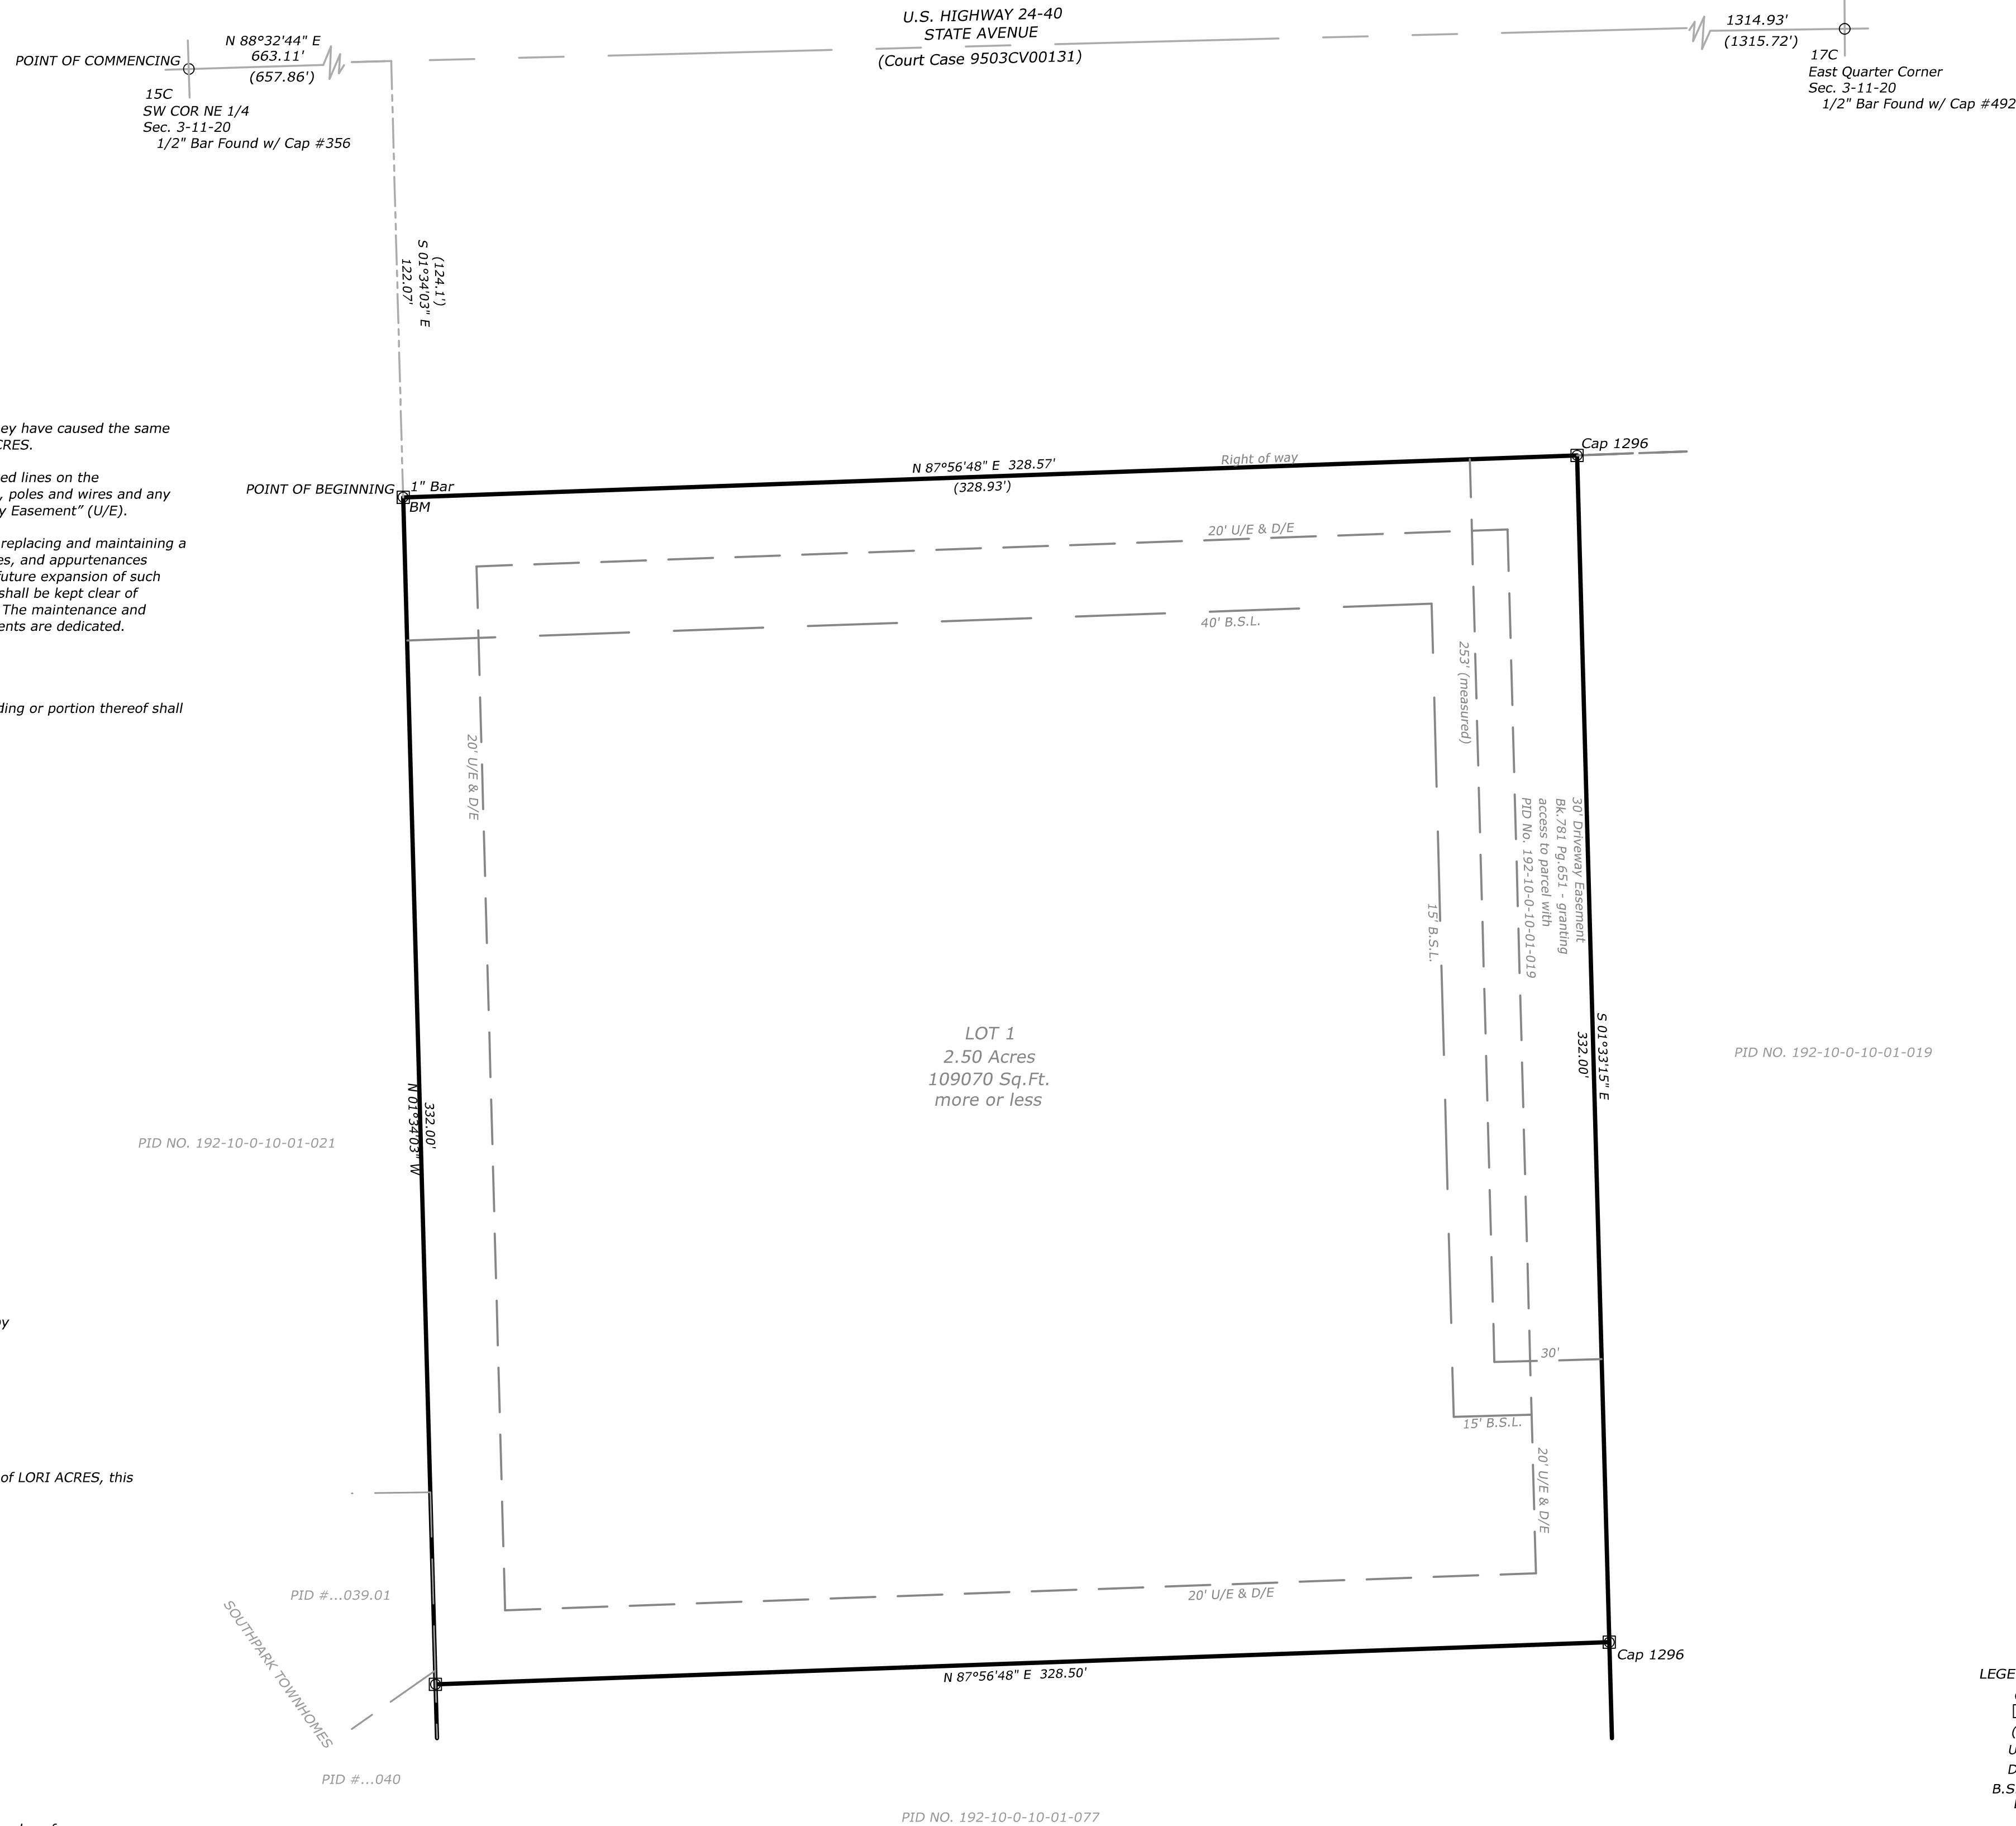 U.S. HIGHWAY 24-40
STATE AVENUE
(Court Case 9503CV00131)
POINT OF COMMENCING
N 88°32'44" E
663.11'
(657.86')
15C
SW COR NE 1/4
Sec. 3-11-20
1/2" Bar Found w/ Cap #356
1314.93'
(1315.72')
17C
East Quarter Corner
Sec. 3-11-20
1/2" Bar Found w/ Cap #492
(124.1')
S 01°34'03" E
122.07'
ey have caused the same
CRES.
ed lines on the
, poles and wires and any
y Easement" (U/E).
replacing and maintaining a
es, and appurtenances
future expansion of such
shall be kept clear of
The maintenance and
ents are dedicated.
ding or portion thereof shall
POINT OF BEGINNING
1" Bar
BM
N 87°56'48" E 328.57'
(328.93')
Right of way
Cap 1296
20' U/E & D/E
40' B.S.L.
253' (measured)
20' U/E & D/E
30' Driveway Easement
Bk.781 Pg.651 - granting
access to parcel with
PID No. 192-10-0-10-01-019
15' B.S.L.
LOT 1
2.50 Acres
109070 Sq.Ft.
more or less
S 01°33'15" E
332.00'
PID NO. 192-10-0-10-01-019
332.00'
N 01°34'03" W
PID NO. 192-10-0-10-01-021
30'
15' B.S.L.
20' U/E & D/E
of LORI ACRES, this
PID #...039.01
20' U/E & D/E
SOUTHPARK TOWNHOMES
N 87°56'48" E 328.50'
Cap 1296
PID #...040
PID NO. 192-10-0-10-01-077
LEGE
U
D
B.S